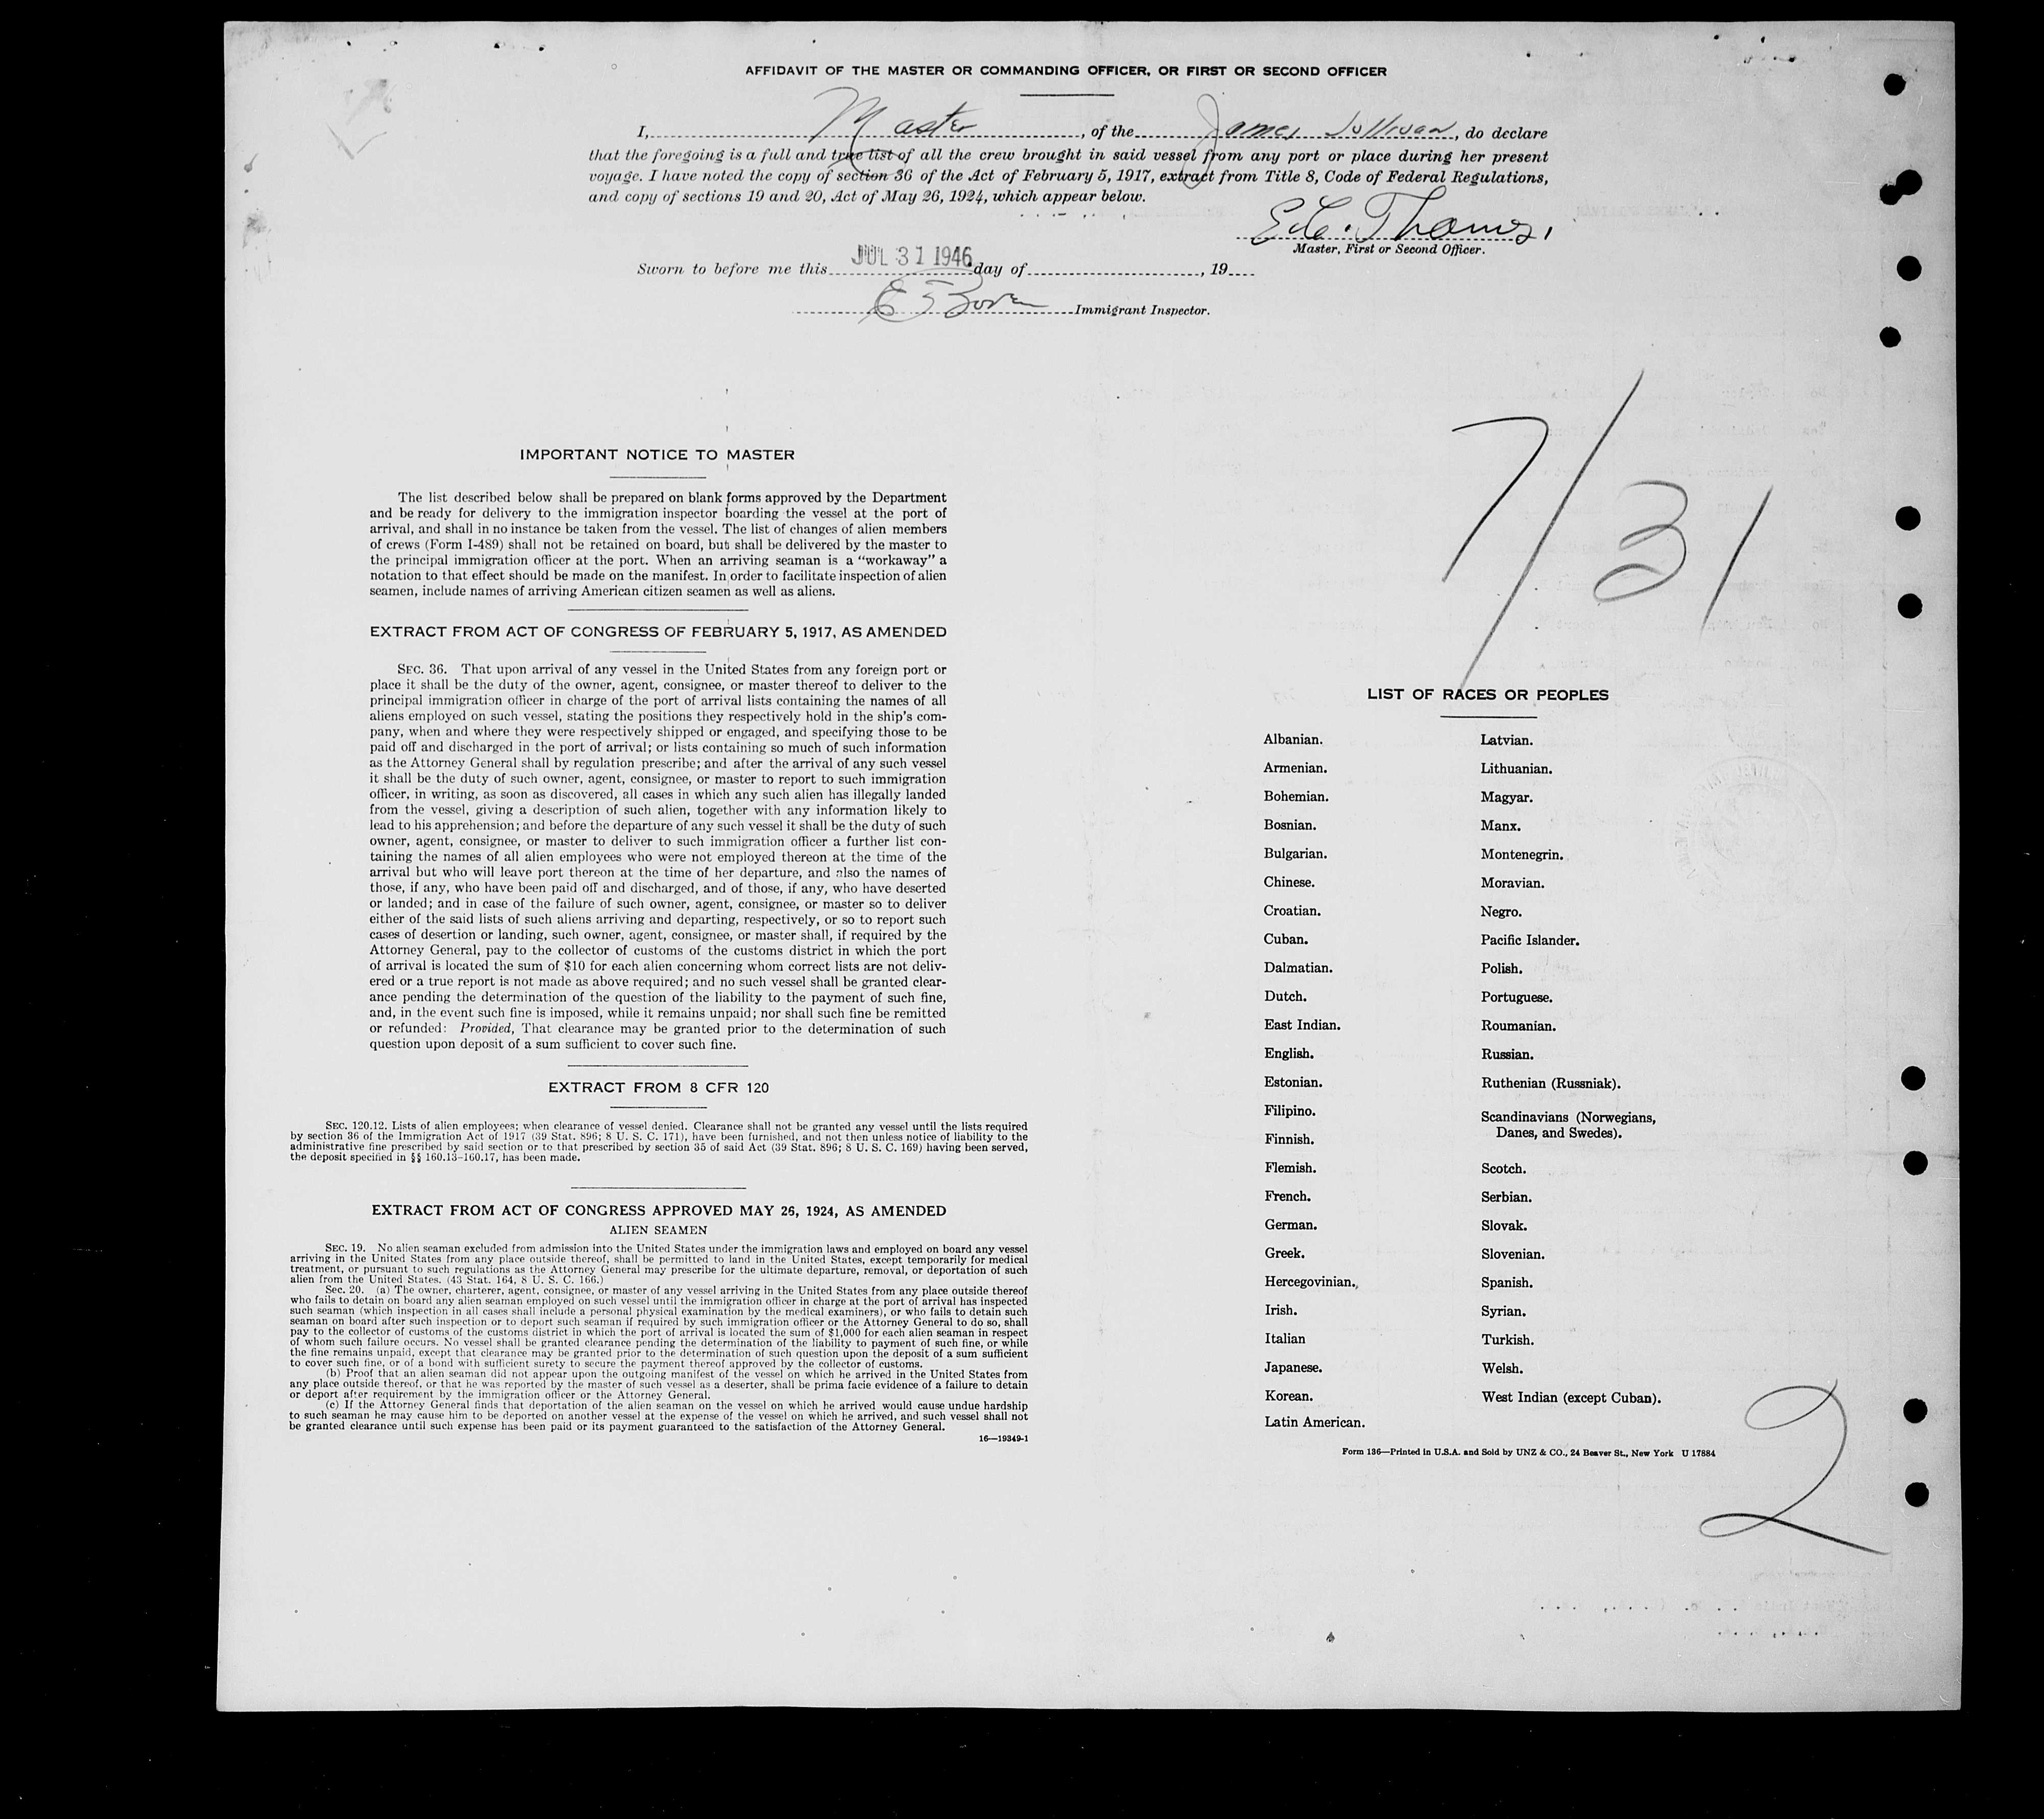 AFFIDAVIT OF THE MASTER OR COMMANDING OFFICER, OR FIRST OR SECOND OFFICER
I, Master, of the James Sullivan, do declare
that the foregoing is a full and true list of all the crew brought in said vessel from any port or place during her present
voyage. I have noted the copy of section 36 of the Act of February 5, 1917, extract from Title 8, Code of Federal Regulations,
and copy of sections 19 and 20, Act of May 26, 1924, which appear below.
Master, First or Second Officer.
Sworn to before me this JUL 31 1946 day of , 19
Immigrant Inspector.
7/31
IMPORTANT NOTICE TO MASTER
The list described below shall be prepared on blank forms approved by the Department
and be ready for delivery to the immigration inspector boarding the vessel at the port of
arrival, and shall in no instance be taken from the vessel. The list of changes of alien members
of crews (Form I-489) shall not be retained on board, but shall be delivered by the master to
the principal immigration officer at the port. When an arriving seaman is a “workaway” a
notation to that effect should be made on the manifest. In order to facilitate inspection of alien
seamen, include names of arriving American citizen seamen as well as aliens.
EXTRACT FROM ACT OF CONGRESS OF FEBRUARY 5, 1917, AS AMENDED
SEC. 36. That upon arrival of any vessel in the United States from any foreign port or
place it shall be the duty of the owner, agent, consignee, or master thereof to deliver to the
principal immigration officer in charge of the port of arrival lists containing the names of all
aliens employed on such vessel, stating the positions they respectively hold in the ship’s com-
pany, when and where they were respectively shipped or engaged, and specifying those to be
paid off and discharged in the port of arrival; or lists containing so much of such information
as the Attorney General shall by regulation prescribe; and after the arrival of any such vessel
it shall be the duty of such owner, agent, consignee, or master to report to such immigration
officer, in writing, as soon as discovered, all cases in which any such alien has illegally landed
from the vessel, giving a description of such alien, together with any information likely to
lead to his apprehension; and before the departure of any such vessel it shall be the duty of such
owner, agent, consignee, or master to deliver to such immigration officer a further list con-
taining the names of all alien employees who were not employed thereon at the time of the
arrival but who will leave port thereon at the time of her departure, and also the names of
those, if any, who have been paid off and discharged, and of those, if any, who have deserted
or landed; and in case of the failure of such owner, agent, consignee, or master so to deliver
either of the said lists of such aliens arriving and departing, respectively, or so to report such
cases of desertion or landing, such owner, agent, consignee, or master shall, if required by the
Attorney General, pay to the collector of customs of the customs district in which the port
of arrival is located the sum of $10 for each alien concerning whom correct lists are not deliv-
ered or a true report is not made as above required; and no such vessel shall be granted clear-
ance pending the determination of the question of the liability to the payment of such fine,
and, in the event such fine is imposed, while it remains unpaid; nor shall such fine be remitted
or refunded: Provided, That clearance may be granted prior to the determination of such
question upon deposit of a sum sufficient to cover such fine.
EXTRACT FROM 8 CFR 120
SEC. 120.12. Lists of alien employees; when clearance of vessel denied. Clearance shall not be granted any vessel until the lists required
by section 36 of the Immigration Act of 1917 (39 Stat. 896; 8 U. S. C. 171), have been furnished, and not then unless notice of liability to the
administrative fine prescribed by said section or to that prescribed by section 35 of said Act (39 Stat. 896; 8 U. S. C. 169) having been served,
the deposit specified in §§ 160.13–160.17, has been made.
EXTRACT FROM ACT OF CONGRESS APPROVED MAY 26, 1924, AS AMENDED
ALIEN SEAMEN
SEC. 19. No alien seaman excluded from admission into the United States under the immigration laws and employed on board any vessel
arriving in the United States from any place outside thereof, shall be permitted to land in the United States, except temporarily for medical
treatment, or pursuant to such regulations as the Attorney General may prescribe for the ultimate departure, removal, or deportation of such
alien from the United States. (43 Stat. 164, 8 U. S. C. 166.)
Sec. 20. (a) The owner, charterer, agent, consignee, or master of any vessel arriving in the United States from any place outside thereof
who fails to detain on board any alien seaman employed on such vessel until the immigration officer in charge at the port of arrival has inspected
such seaman (which inspection in all cases shall include a personal physical examination by the medical examiners), or who fails to detain such
seaman on board after such inspection or to deport such seaman if required by such immigration officer or the Attorney General to do so, shall
pay to the collector of customs of the customs district in which the port of arrival is located the sum of $1,000 for each alien seaman in respect
of whom such failure occurs. No vessel shall be granted clearance pending the determination of the liability to payment of such fine, or while
the fine remains unpaid, except that clearance may be granted prior to the determination of such question upon the deposit of a sum sufficient
to cover such fine, or of a bond with sufficient surety to secure the payment thereof approved by the collector of customs.
(b) Proof that an alien seaman did not appear upon the outgoing manifest of the vessel on which he arrived in the United States from
any place outside thereof, or that he was reported by the master of such vessel as a deserter, shall be prima facie evidence of a failure to detain
or deport after requirement by the immigration officer or the Attorney General.
(c) If the Attorney General finds that deportation of the alien seaman on the vessel on which he arrived would cause undue hardship
to such seaman he may cause him to be deported on another vessel at the expense of the vessel on which he arrived, and such vessel shall not
be granted clearance until such expense has been paid or its payment guaranteed to the satisfaction of the Attorney General.
16—19349-1
LIST OF RACES OR PEOPLES
Albanian.
Armenian.
Bohemian.
Bosnian.
Bulgarian.
Chinese.
Croatian.
Cuban.
Dalmatian.
Dutch.
East Indian.
English.
Estonian.
Filipino.
Finnish.
Flemish.
French.
German.
Greek.
Hercegovinian.
Irish.
Italian
Japanese.
Korean.
Latin American.
Latvian.
Lithuanian.
Magyar.
Manx.
Montenegrin.
Moravian.
Negro.
Pacific Islander.
Polish.
Portuguese.
Roumanian.
Russian.
Ruthenian (Russniak).
Scandinavians (Norwegians,
Danes, and Swedes).
Scotch.
Serbian.
Slovak.
Slovenian.
Spanish.
Syrian.
Turkish.
Welsh.
West Indian (except Cuban).
Form 136—Printed in U.S.A. and Sold by UNZ & CO., 24 Beaver St., New York U 17884
2